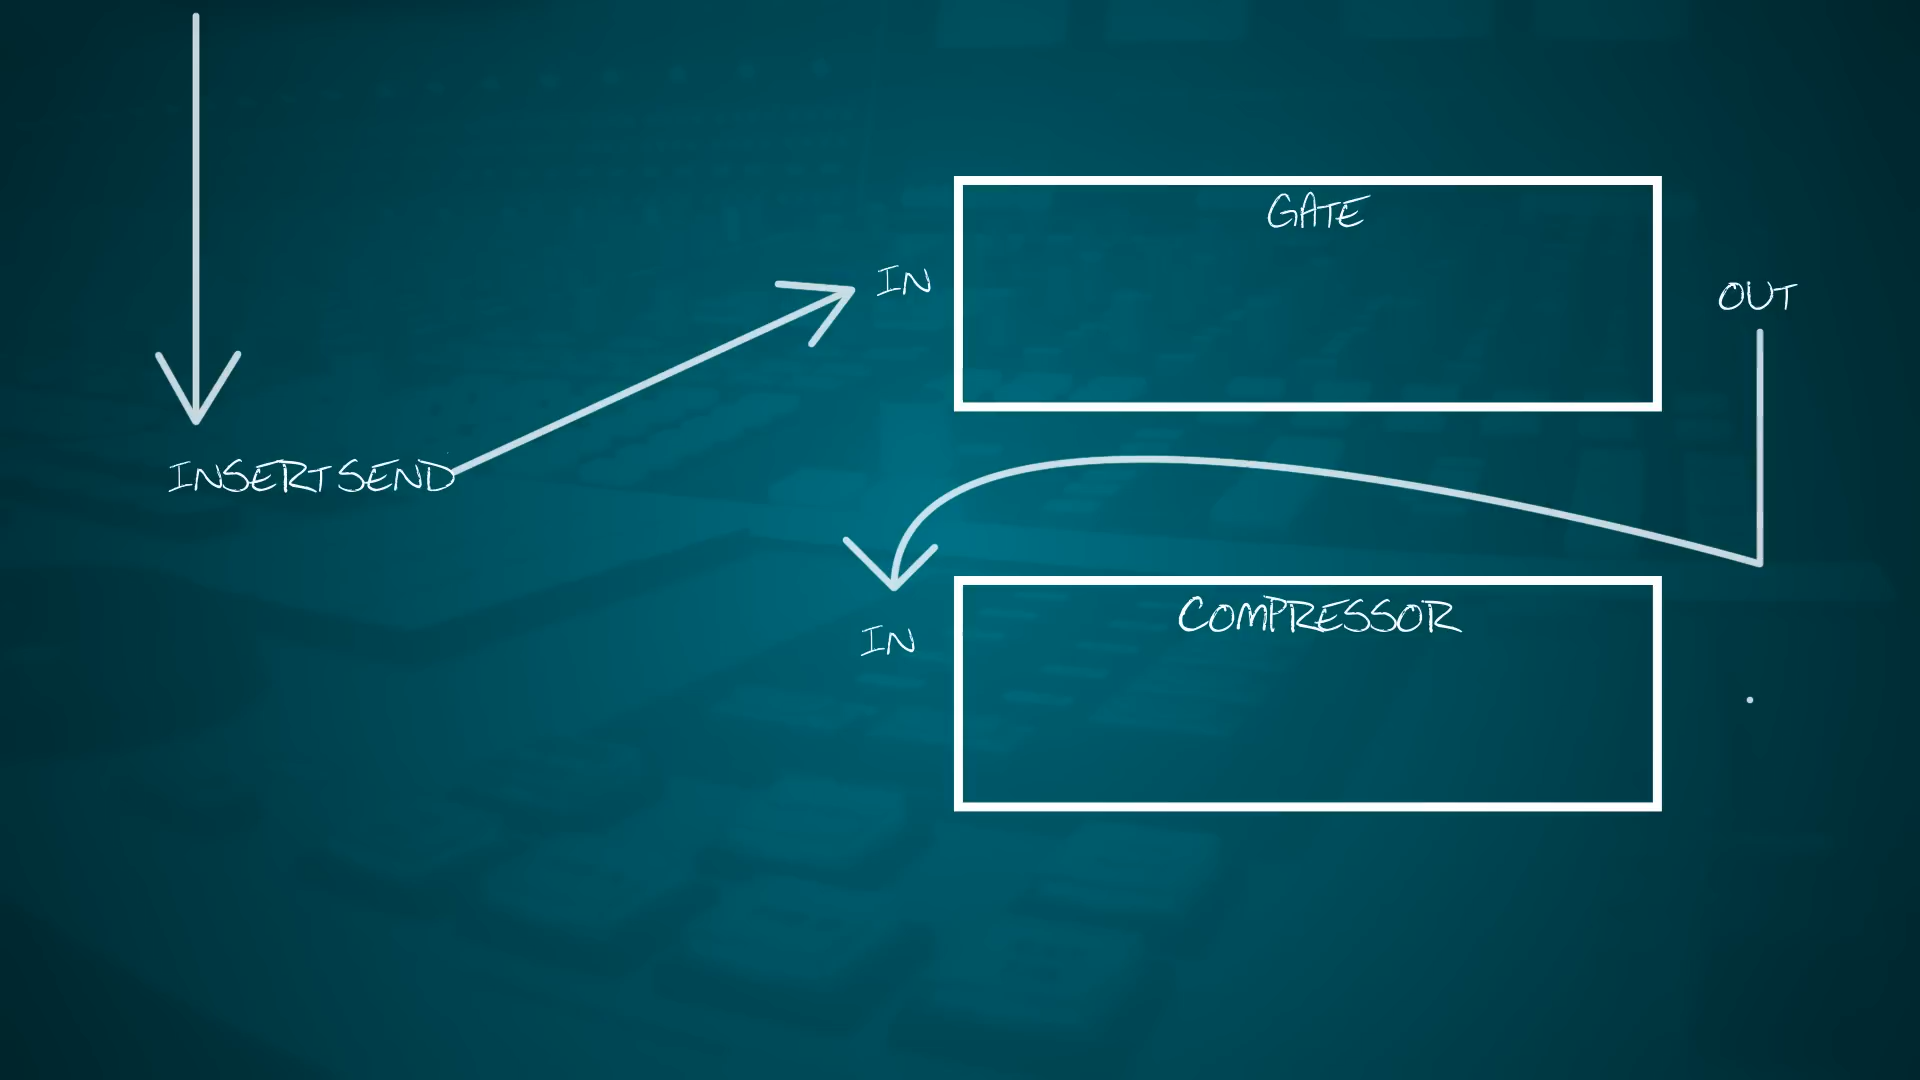 GATE
IN
OUT
INSERT SEND
COMPRESSOR
IN